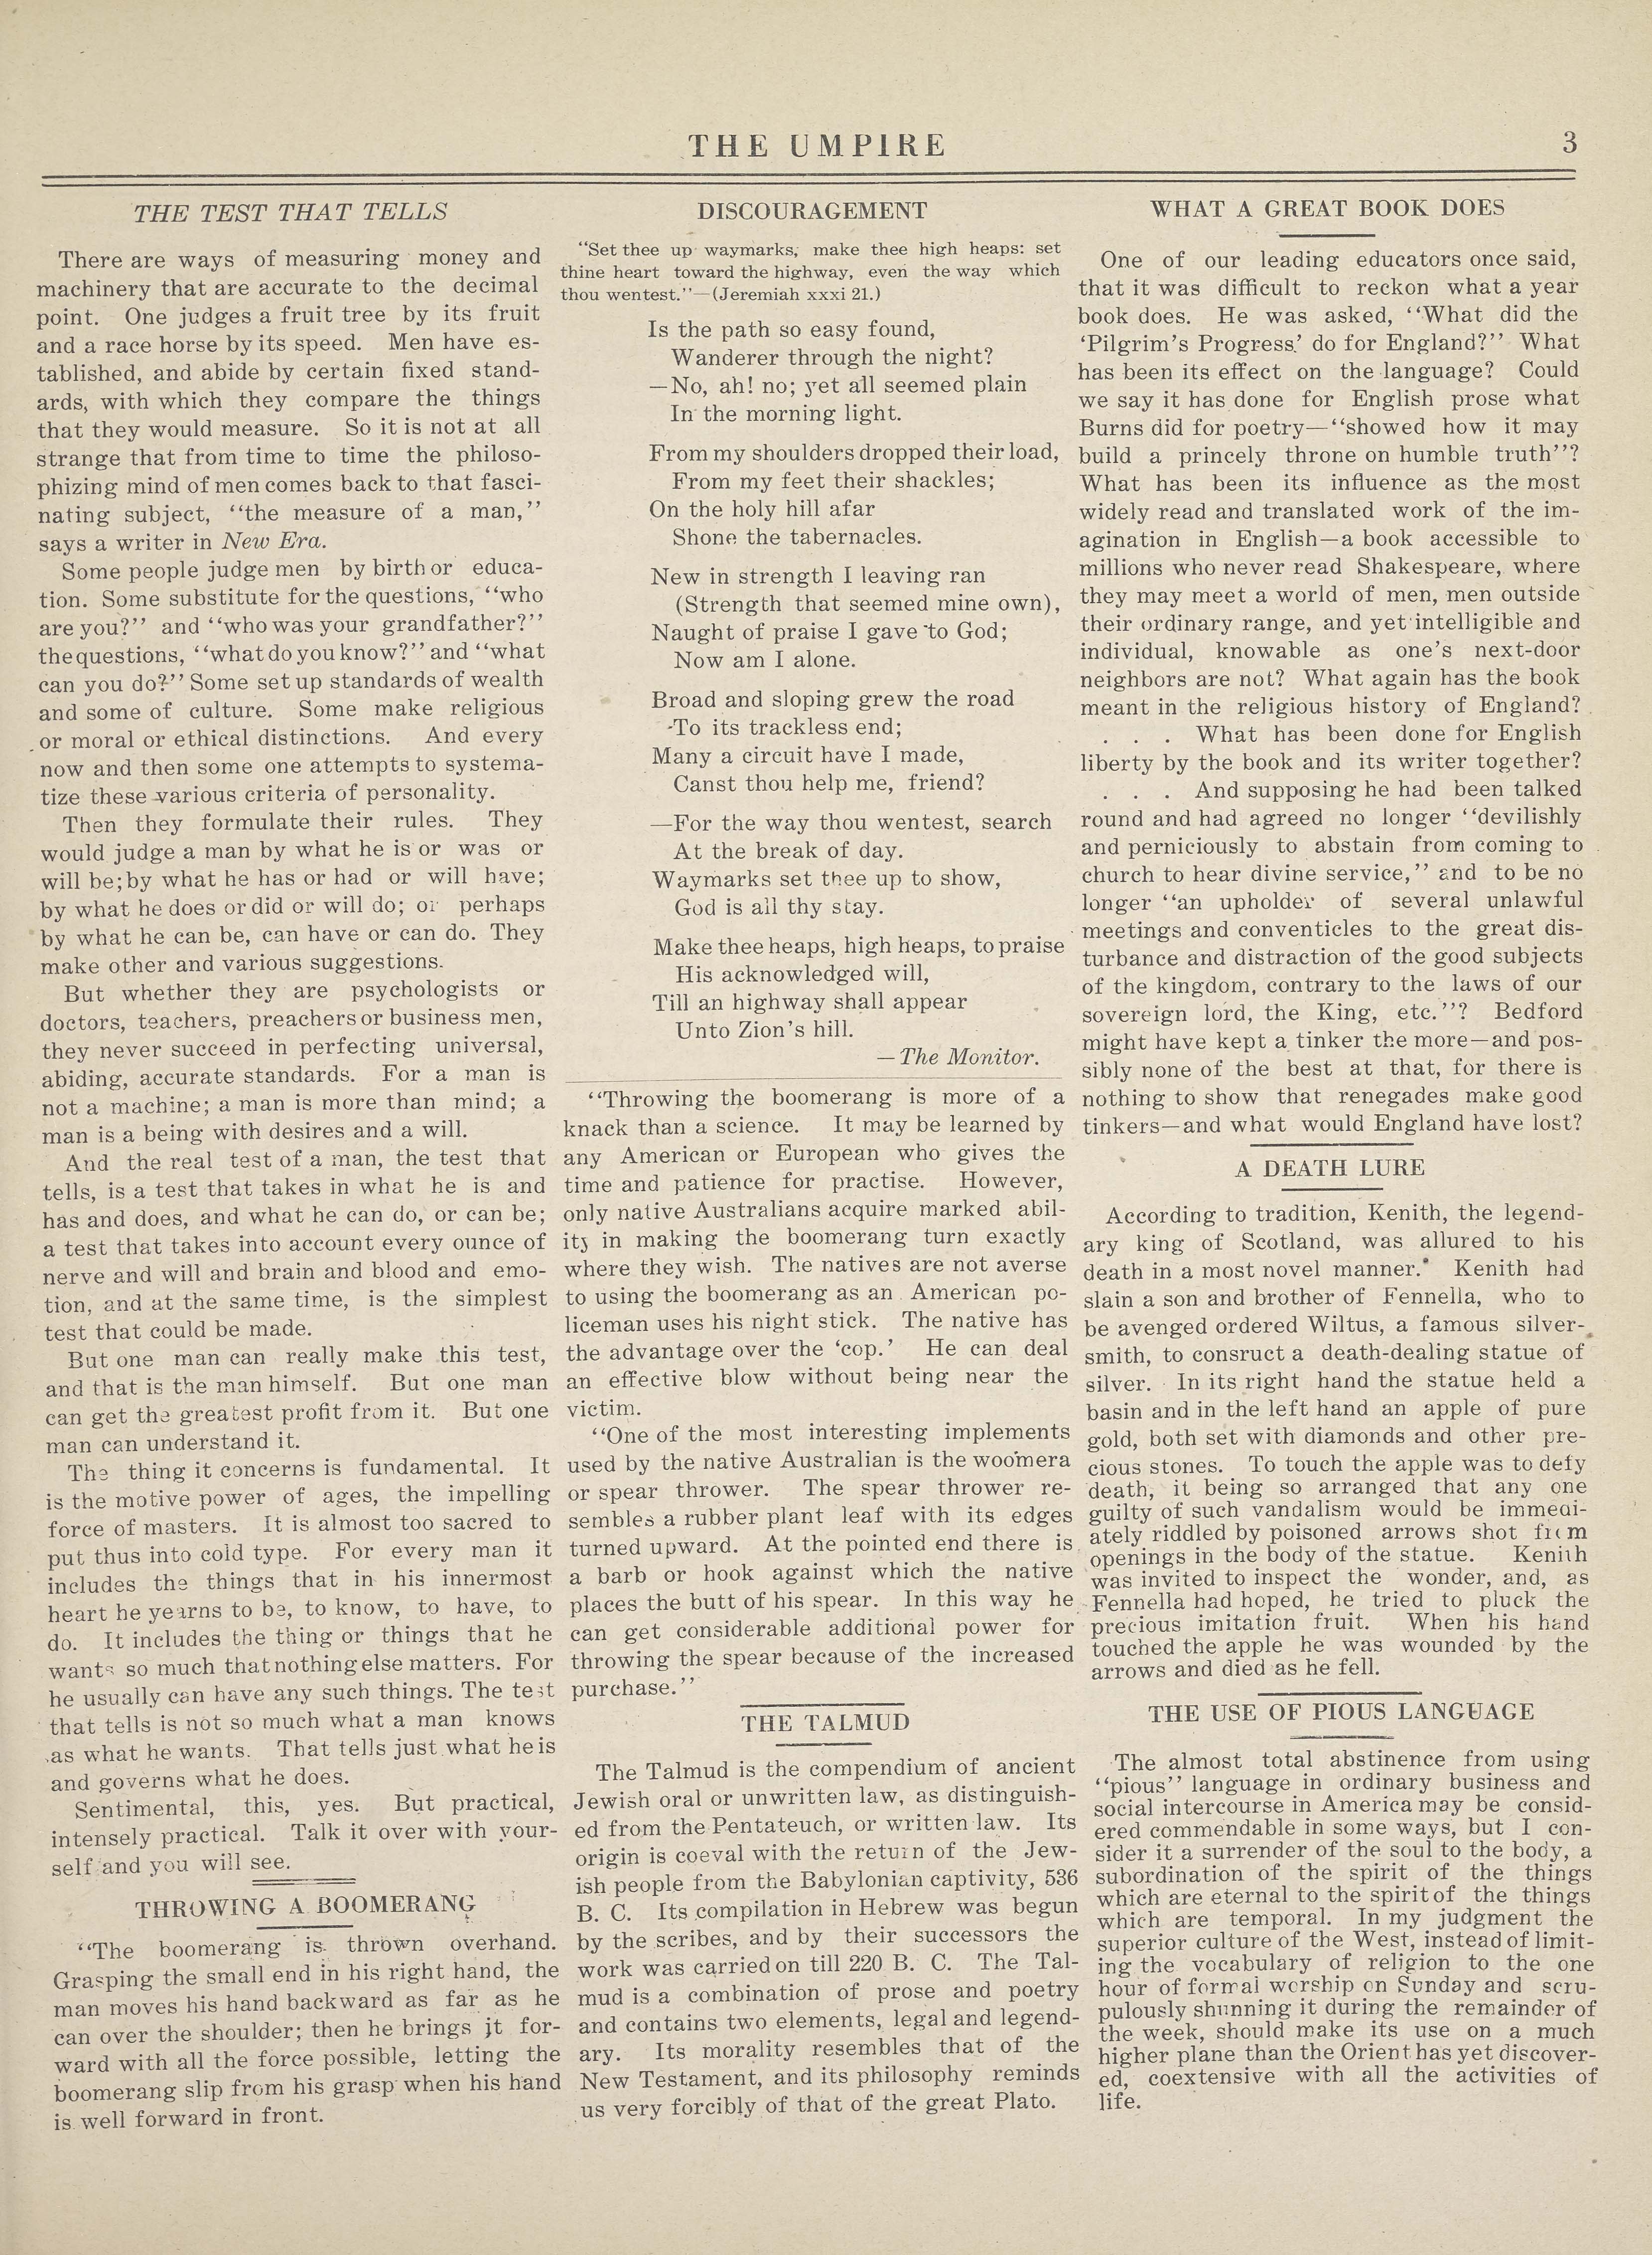 THE UMPIRE
3
THE TEST THAT TELLS
There are ways of measuring money and
machinery that are accurate to the decimal
point. One judges a fruit tree by its fruit
and a race horse by its speed. Men have es-
tablished, and abide by certain fixed stand-
ards, with which they compare the things
that they would measure. So it is not at all
strange that from time to time the philoso-
phizing mind of men comes back to that fasci-
nating subject, ‘‘the measure of a man,’’
says a writer in New Era.
Some people judge men by birth or educa-
tion. Some substitute for the questions, ‘‘who
are you?’’ and ‘‘who was your grandfather?’’
the questions, ‘‘what do you know?’’ and ‘‘what
can you do?’’ Some set up standards of wealth
and some of culture. Some make religious
or moral or ethical distinctions. And every
now and then some one attempts to systema-
tize these various criteria of personality.
Then they formulate their rules. They
would judge a man by what he is or was or
will be; by what he has or had or will have;
by what he does or did or will do; or perhaps
by what he can be, can have or can do. They
make other and various suggestions.
But whether they are psychologists or
doctors, teachers, preachers or business men,
they never succeed in perfecting universal,
abiding, accurate standards. For a man is
not a machine; a man is more than mind; a
man is a being with desires and a will.
And the real test of a man, the test that
tells, is a test that takes in what he is and
has and does, and what he can do, or can be;
a test that takes into account every ounce of
nerve and will and brain and blood and emo-
tion, and at the same time, is the simplest
test that could be made.
But one man can really make this test,
and that is the man himself. But one man
can get the greatest profit from it. But one
man can understand it.
The thing it concerns is fundamental. It
is the motive power of ages, the impelling
force of masters. It is almost too sacred to
put thus into cold type. For every man it
includes the things that in his innermost
heart he yearns to be, to know, to have, to
do. It includes the thing or things that he
wants so much that nothing else matters. For
he usually can have any such things. The test
that tells is not so much what a man knows
as what he wants. That tells just what he is
and governs what he does.
Sentimental, this, yes. But practical,
intensely practical. Talk it over with your-
self and you will see.
THROWING A BOOMERANG
‘‘The boomerang is thrown overhand.
Grasping the small end in his right hand, the
man moves his hand backward as far as he
can over the shoulder; then he brings it for-
ward with all the force possible, letting the
boomerang slip from his grasp when his hand
is well forward in front.
DISCOURAGEMENT
‘‘Set thee up waymarks, make thee high heaps: set
thine heart toward the highway, even the way which
thou wentest.’’—(Jeremiah xxxi 21.)
Is the path so easy found,
Wanderer through the night?
—No, ah! no; yet all seemed plain
In the morning light.
From my shoulders dropped their load,
From my feet their shackles;
On the holy hill afar
Shone the tabernacles.
New in strength I leaving ran
(Strength that seemed mine own),
Naught of praise I gave to God;
Now am I alone.
Broad and sloping grew the road
To its trackless end;
Many a circuit have I made,
Canst thou help me, friend?
—For the way thou wentest, search
At the break of day.
Waymarks set thee up to show,
God is all thy stay.
Make thee heaps, high heaps, to praise
His acknowledged will,
Till an highway shall appear
Unto Zion's hill.
—The Monitor.
‘‘Throwing the boomerang is more of a
knack than a science. It may be learned by
any American or European who gives the
time and patience for practise. However,
only native Australians acquire marked abil-
ity in making the boomerang turn exactly
where they wish. The natives are not averse
to using the boomerang as an American po-
liceman uses his night stick. The native has
the advantage over the ‘cop.’ He can deal
an effective blow without being near the
victim.
‘‘One of the most interesting implements
used by the native Australian is the woomera
or spear thrower. The spear thrower re-
sembles a rubber plant leaf with its edges
turned upward. At the pointed end there is
a barb or hook against which the native
places the butt of his spear. In this way he
can get considerable additional power for
throwing the spear because of the increased
purchase.’’
THE TALMUD
The Talmud is the compendium of ancient
Jewish oral or unwritten law, as distinguish-
ed from the Pentateuch, or written law. Its
origin is coeval with the return of the Jew-
ish people from the Babylonian captivity, 536
B. C. Its compilation in Hebrew was begun
by the scribes, and by their successors the
work was carried on till 220 B. C. The Tal-
mud is a combination of prose and poetry
and contains two elements, legal and legend-
ary. Its morality resembles that of the
New Testament, and its philosophy reminds
us very forcibly of that of the great Plato.
WHAT A GREAT BOOK DOES
One of our leading educators once said,
that it was difficult to reckon what a year
book does. He was asked, ‘‘What did the
‘Pilgrim's Progress’ do for England?’’ What
has been its effect on the language? Could
we say it has done for English prose what
Burns did for poetry—‘‘showed how it may
build a princely throne on humble truth’’?
What has been its influence as the most
widely read and translated work of the im-
agination in English—a book accessible to
millions who never read Shakespeare, where
they may meet a world of men, men outside
their ordinary range, and yet intelligible and
individual, knowable as one's next-door
neighbors are not? What again has the book
meant in the religious history of England?
. . . What has been done for English
liberty by the book and its writer together?
. . . And supposing he had been talked
round and had agreed no longer ‘‘devilishly
and perniciously to abstain from coming to
church to hear divine service,’’ and to be no
longer ‘‘an upholder of several unlawful
meetings and conventicles to the great dis-
turbance and distraction of the good subjects
of the kingdom, contrary to the laws of our
sovereign lord, the King, etc.’’? Bedford
might have kept a tinker the more—and pos-
sibly none of the best at that, for there is
nothing to show that renegades make good
tinkers—and what would England have lost?
A DEATH LURE
According to tradition, Kenith, the legend-
ary king of Scotland, was allured to his
death in a most novel manner. Kenith had
slain a son and brother of Fennella, who to
be avenged ordered Wiltus, a famous silver-
smith, to consruct a death-dealing statue of
silver. In its right hand the statue held a
basin and in the left hand an apple of pure
gold, both set with diamonds and other pre-
cious stones. To touch the apple was to defy
death, it being so arranged that any one
guilty of such vandalism would be immedi-
ately riddled by poisoned arrows shot from
openings in the body of the statue. Kenith
was invited to inspect the wonder, and, as
Fennella had hoped, he tried to pluck the
precious imitation fruit. When his hand
touched the apple he was wounded by the
arrows and died as he fell.
THE USE OF PIOUS LANGUAGE
The almost total abstinence from using
‘‘pious’’ language in ordinary business and
social intercourse in America may be consid-
ered commendable in some ways, but I con-
sider it a surrender of the soul to the body, a
subordination of the spirit of the things
which are eternal to the spirit of the things
which are temporal. In my judgment the
superior culture of the West, instead of limit-
ing the vocabulary of religion to the one
hour of formal worship on Sunday and scru-
pulously shunning it during the remainder of
the week, should make its use on a much
higher plane than the Orient has yet discover-
ed, coextensive with all the activities of
life.